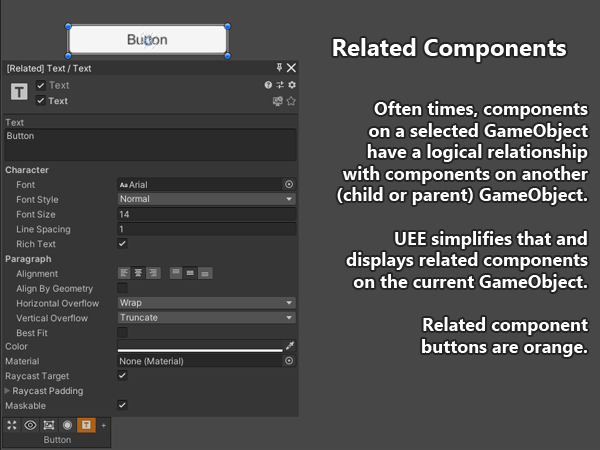 Button
[Related] Text / Text
Text
Text
Text
Button
Character
Font
Aa Arial
Font Style
Normal
Font Size
14
Line Spacing
1
Rich Text
Paragraph
Alignment
Align By Geometry
Horizontal Overflow
Wrap
Vertical Overflow
Truncate
Best Fit
Color
Material
None (Material)
Raycast Target
Raycast Padding
Maskable
T
+
Button
Related Components
Often times, components
on a selected GameObject
have a logical relationship
with components on another
(child or parent) GameObject.
UEE simplifies that and
displays related components
on the current GameObject.
Related component
buttons are orange.